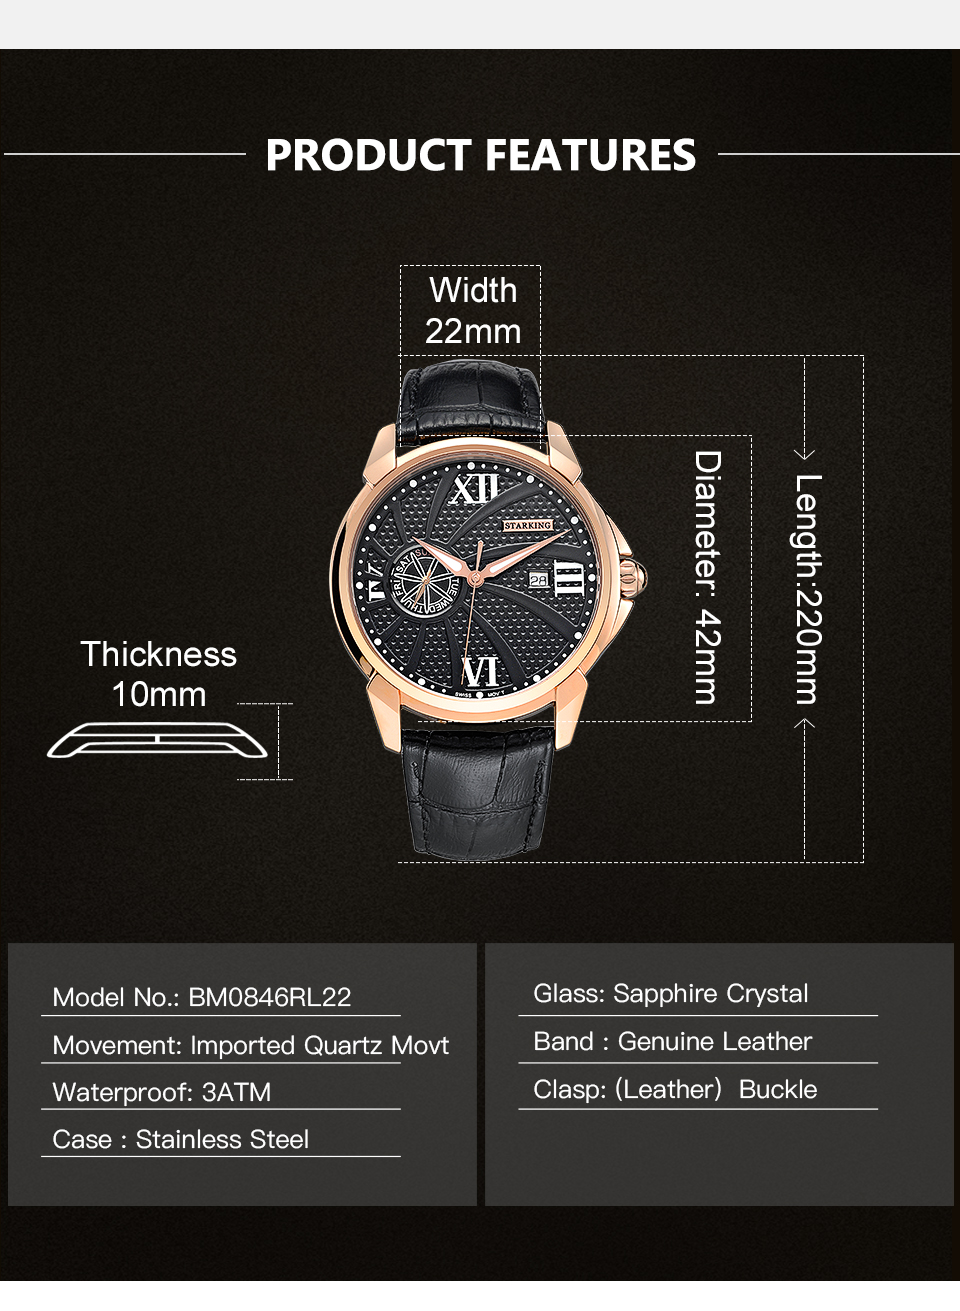 PRODUCT FEATURES
Width
22mm
Diameter: 42mm
Length:220mm
XII
STARKING
SAT
SU
FRI
THU
WED
TUE
28
III
VI
SWISS MOV'T
Thickness
10mm
Model No.: BM0846RL22
Movement: Imported Quartz Movt
Waterproof: 3ATM
Case : Stainless Steel
Glass: Sapphire Crystal
Band : Genuine Leather
Clasp: (Leather) Buckle